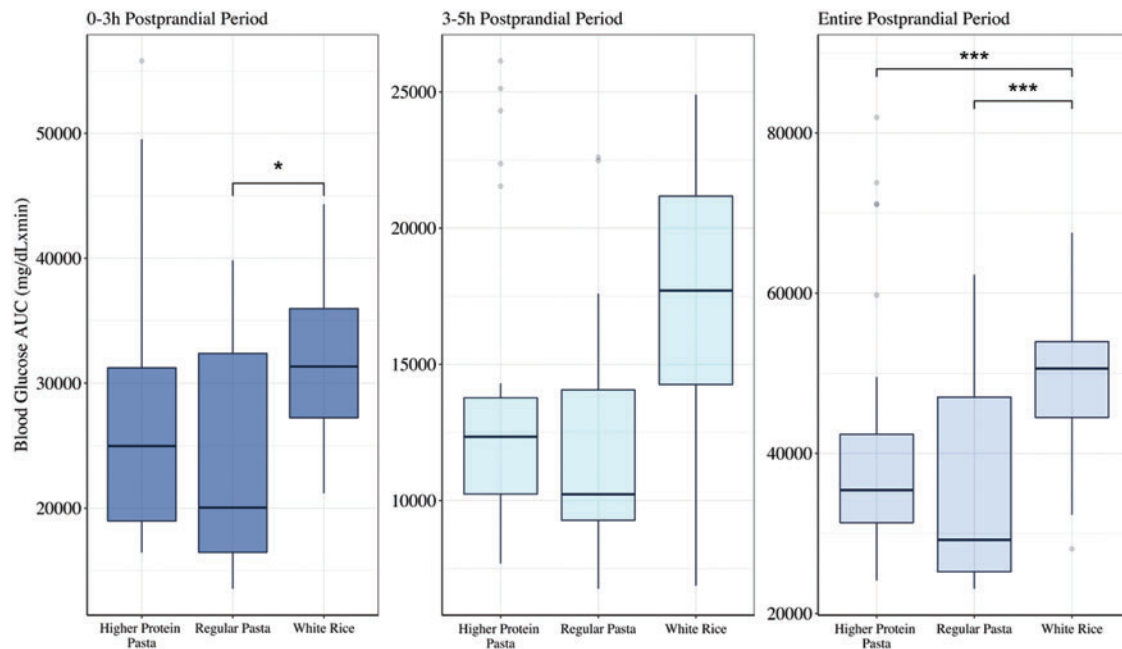 0-3h Postprandial Period
3-5h Postprandial Period
Entire Postprandial Period
Blood Glucose AUC (mg/dLxmin)
50000
40000
30000
20000
*
Higher Protein
Pasta
Regular Pasta
White Rice
25000
20000
15000
10000
Higher Protein
Pasta
Regular Pasta
White Rice
80000
60000
40000
20000
***
***
Higher Protein
Pasta
Regular Pasta
White Rice